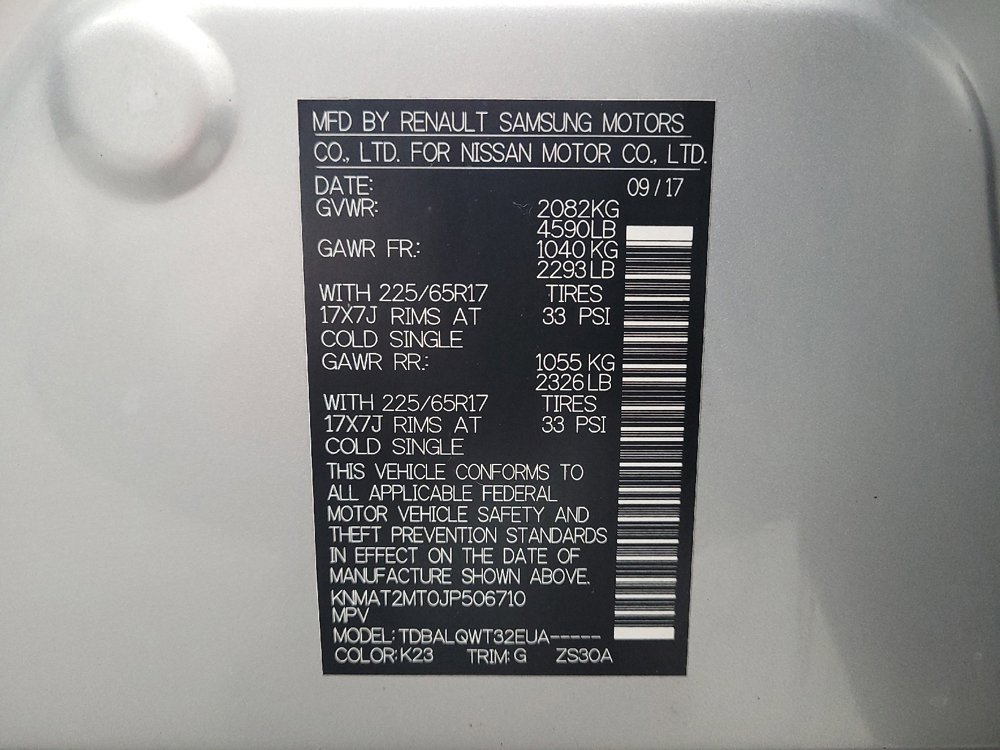 MFD BY RENAULT SAMSUNG MOTORS
CO., LTD. FOR NISSAN MOTOR CO., LTD.
DATE: 09/17
GVWR: 2082KG
4590LB
GAWR FR.: 1040 KG
2293LB
WITH 225/65R17 TIRES
17X7J RIMS AT 33 PSI
COLD SINGLE
GAWR RR.: 1055 KG
2326LB
WITH 225/65R17 TIRES
17X7J RIMS AT 33 PSI
COLD SINGLE
THIS VEHICLE CONFORMS TO
ALL APPLICABLE FEDERAL
MOTOR VEHICLE SAFETY AND
THEFT PREVENTION STANDARDS
IN EFFECT ON THE DATE OF
MANUFACTURE SHOWN ABOVE.
KNMAT2MT0JP506710
MPV
MODEL: TDBALQWT32EUA-----
COLOR: K23 TRIM: G ZS30A